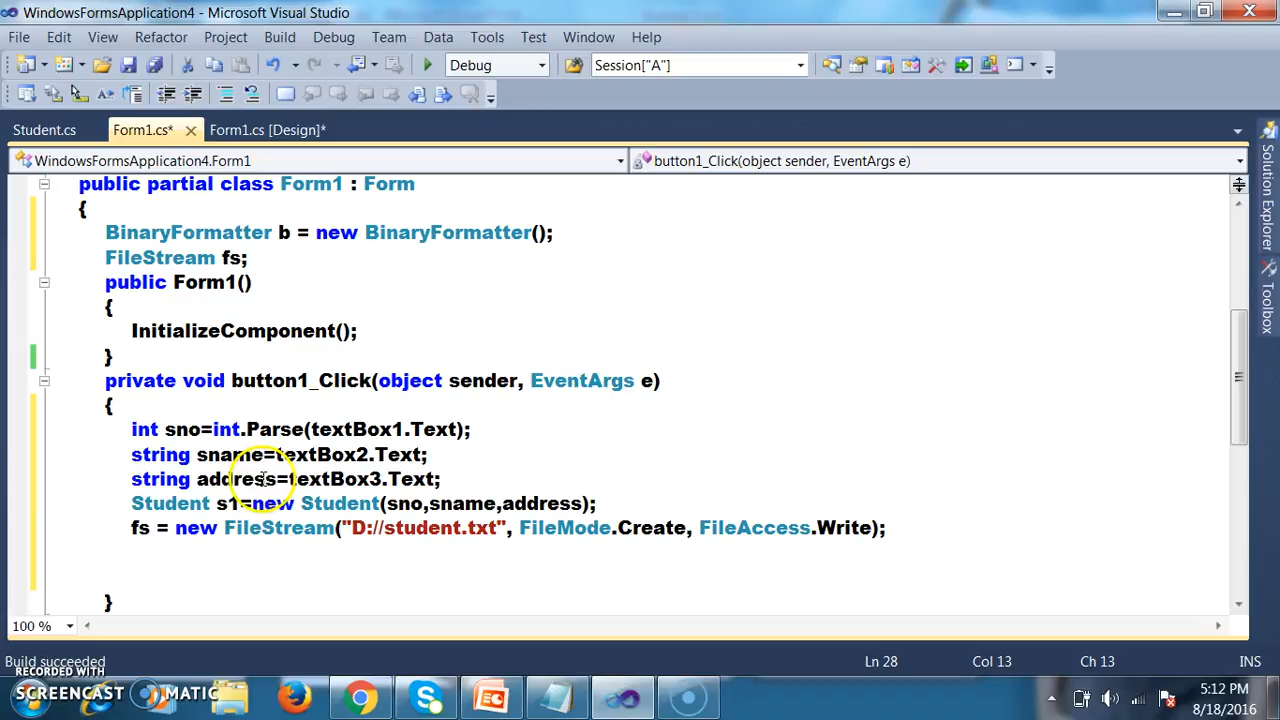 WindowsFormsApplication4 - Microsoft Visual Studio
File Edit View Refactor Project Build Debug Team Data Tools Test Window Help
Debug Session["A"]
Student.cs Form1.cs* Form1.cs [Design]*
WindowsFormsApplication4.Form1 button1_Click(object sender, EventArgs e)
public partial class Form1 : Form
{
BinaryFormatter b = new BinaryFormatter();
FileStream fs;
public Form1()
{
InitializeComponent();
}
private void button1_Click(object sender, EventArgs e)
{
int sno=int.Parse(textBox1.Text);
string sname=textBox2.Text;
string address=textBox3.Text;
Student s1=new Student(sno,sname,address);
fs = new FileStream("D://student.txt", FileMode.Create, FileAccess.Write);
}
Solution Explorer
Toolbox
100 %
Build succeeded Ln 28 Col 13 Ch 13 INS
RECORDED WITH
SCREENCAST MATIC
5:12 PM
8/18/2016